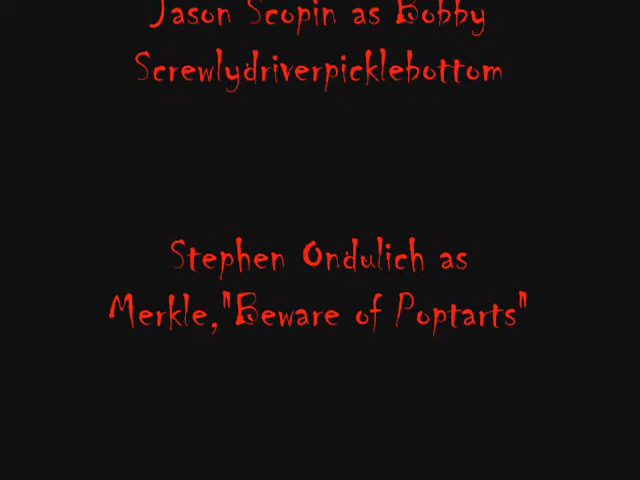 Jason Scopin as Bobby
Screwlydriverpicklebottom
Stephen Ondulich as
Merkle,"Beware of Poptarts"